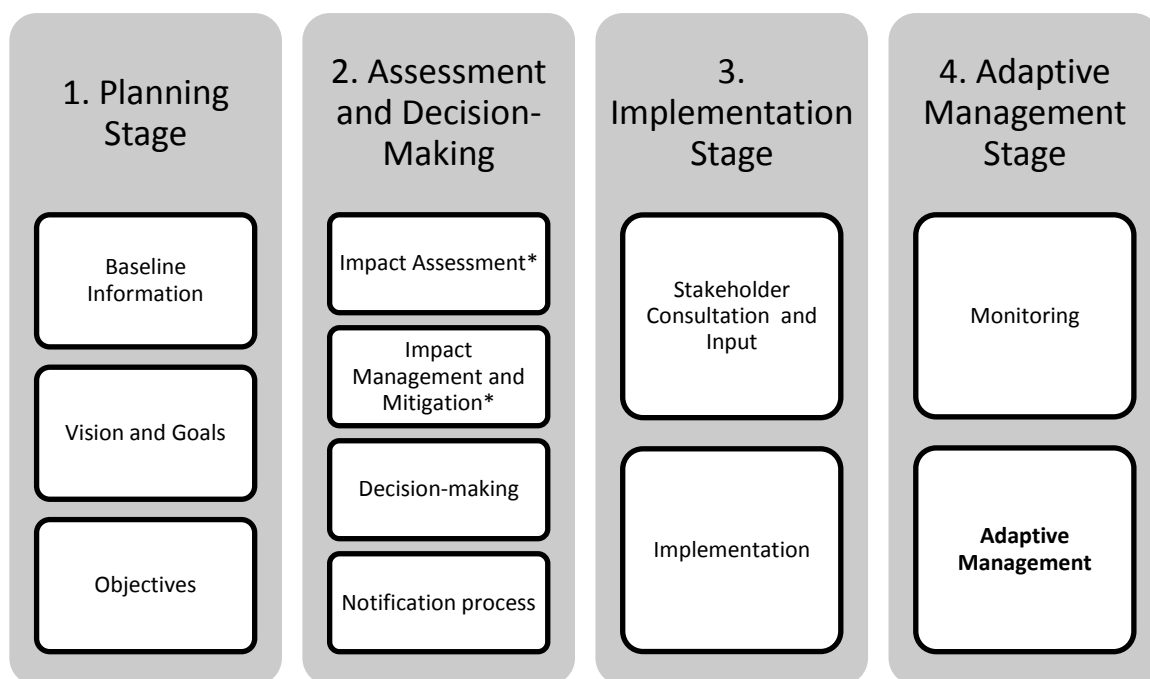 1. Planning
Stage
Baseline
Information
Vision and Goals
Objectives
2. Assessment
and Decision-
Making
Impact Assessment*
Impact
Management and
Mitigation*
Decision-making
Notification process
3.
Implementation
Stage
Stakeholder
Consultation and
Input
Implementation
4. Adaptive
Management
Stage
Monitoring
Adaptive
Management